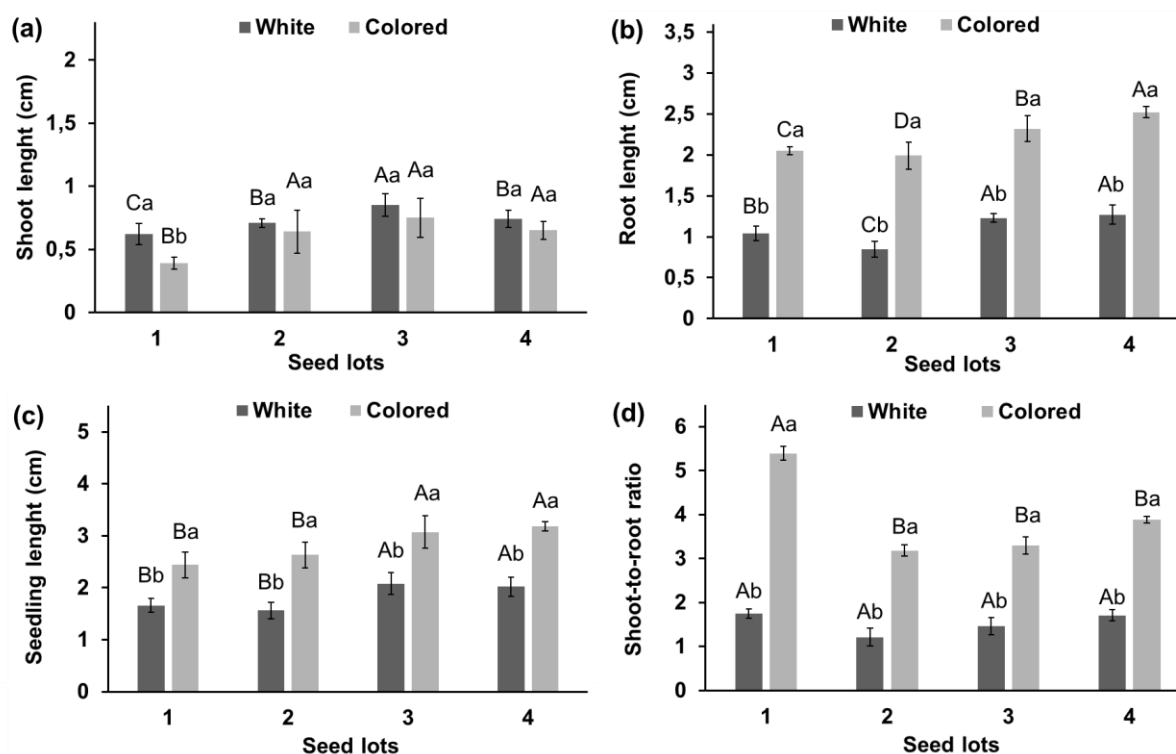 (a)
White Colored
Shoot lenght (cm)
2
1,5
1
0,5
0
Ca Bb Ba Aa Aa Aa Ba Aa
1 2 3 4
Seed lots
(b)
White Colored
Root lenght (cm)
3,5
3
2,5
2
1,5
1
0,5
0
Bb Ca Cb Da Ab Ba Ab Aa
1 2 3 4
Seed lots
(c)
White Colored
Seedling lenght (cm)
5
4
3
2
1
0
Bb Ba Bb Ba Ab Aa Ab Aa
1 2 3 4
Seed lots
(d)
White Colored
Shoot-to-root ratio
6
5
4
3
2
1
0
Ab Aa Ab Ba Ab Ba Ab Ba
1 2 3 4
Seed lots